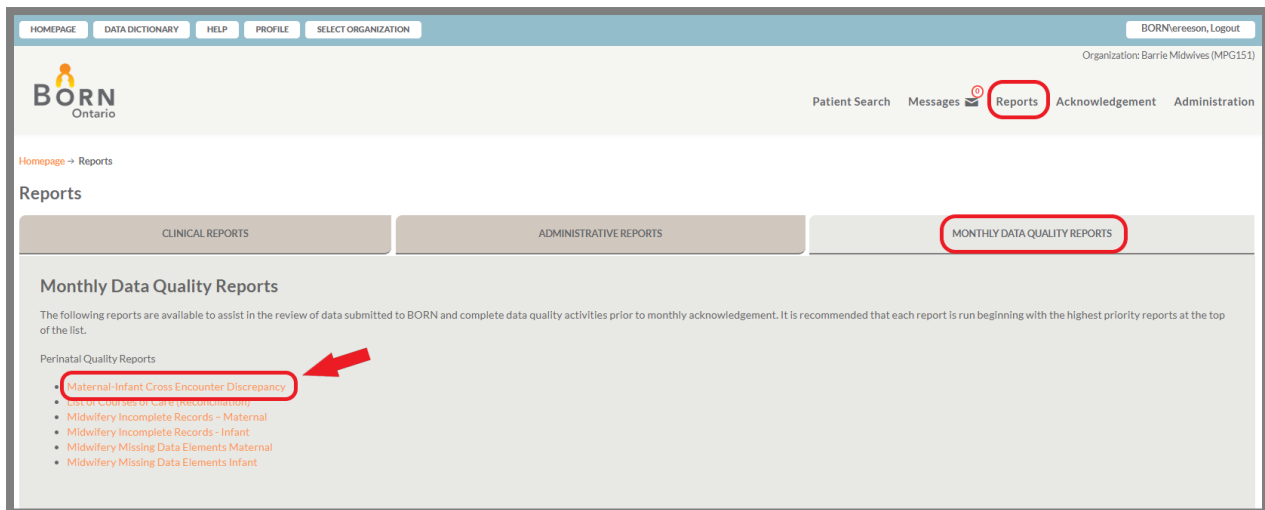 HOMEPAGE DATA DICTIONARY HELP PROFILE SELECT ORGANIZATION BORN\ereeson, Logout
Organization: Barrie Midwives (MPG151)
BORN
Ontario
Patient Search Messages 0 Reports Acknowledgement Administration
Homepage → Reports
Reports
CLINICAL REPORTS ADMINISTRATIVE REPORTS MONTHLY DATA QUALITY REPORTS
Monthly Data Quality Reports
The following reports are available to assist in the review of data submitted to BORN and complete data quality activities prior to monthly acknowledgement. It is recommended that each report is run beginning with the highest priority reports at the top
of the list.
Perinatal Quality Reports
• Maternal-Infant Cross Encounter Discrepancy
• List of Courses of Care (Reconciliation)
• Midwifery Incomplete Records – Maternal
• Midwifery Incomplete Records - Infant
• Midwifery Missing Data Elements Maternal
• Midwifery Missing Data Elements Infant